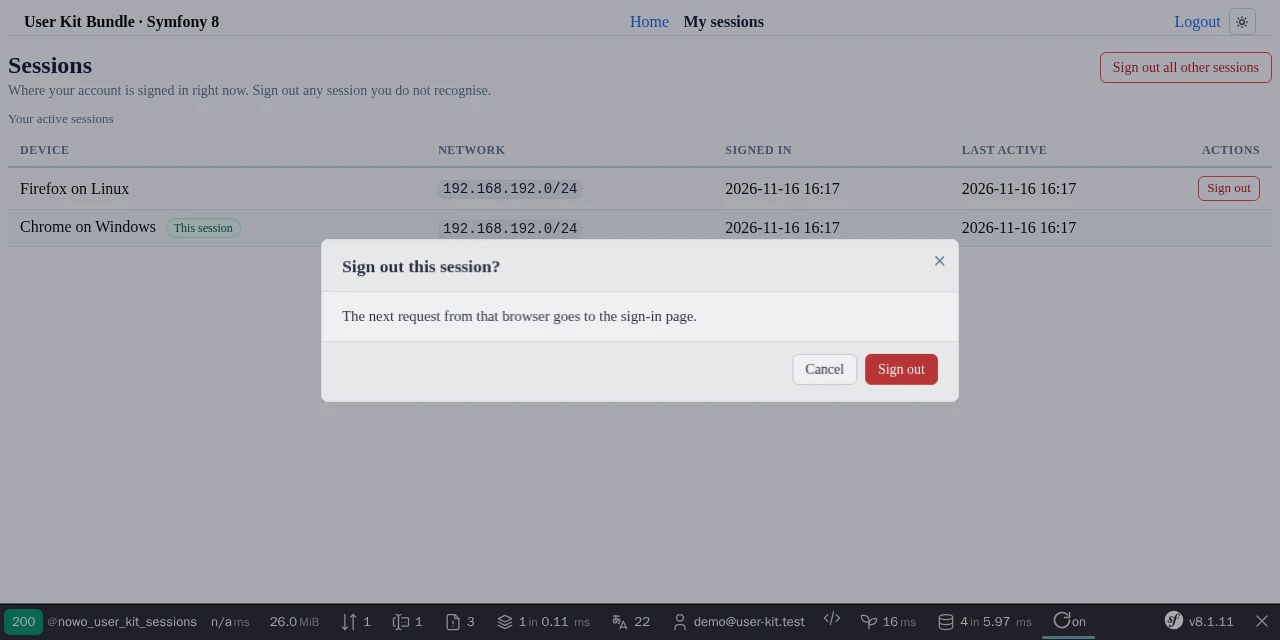 User Kit Bundle · Symfony 8 Home My sessions Logout
Sessions
Sign out all other sessions
Where your account is signed in right now. Sign out any session you do not recognise.
Your active sessions
DEVICE NETWORK SIGNED IN LAST ACTIVE ACTIONS
Firefox on Linux 192.168.192.0/24 2026-11-16 16:17 2026-11-16 16:17 Sign out
Chrome on Windows This session 192.168.192.0/24 2026-11-16 16:17 2026-11-16 16:17
Sign out this session?
The next request from that browser goes to the sign-in page.
Cancel Sign out
200 @nowo_user_kit_sessions n/a ms 26.0 MiB 1 1 3 1 in 0.11 ms 22 demo@user-kit.test 16 ms 4 in 5.97 ms on sf v8.1.11